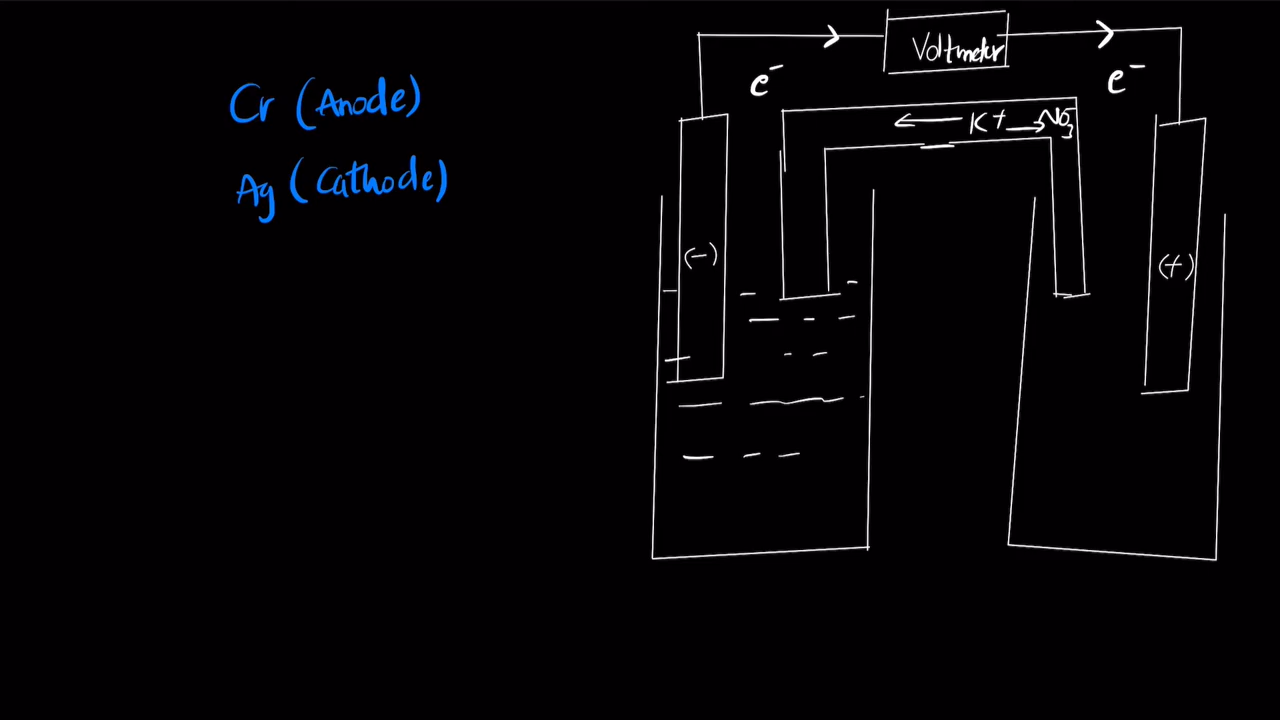 Cr (Anode)
Ag (Cathode)
Voltmeter
e⁻
e⁻
K+
NO₃⁻
(-)
(+)